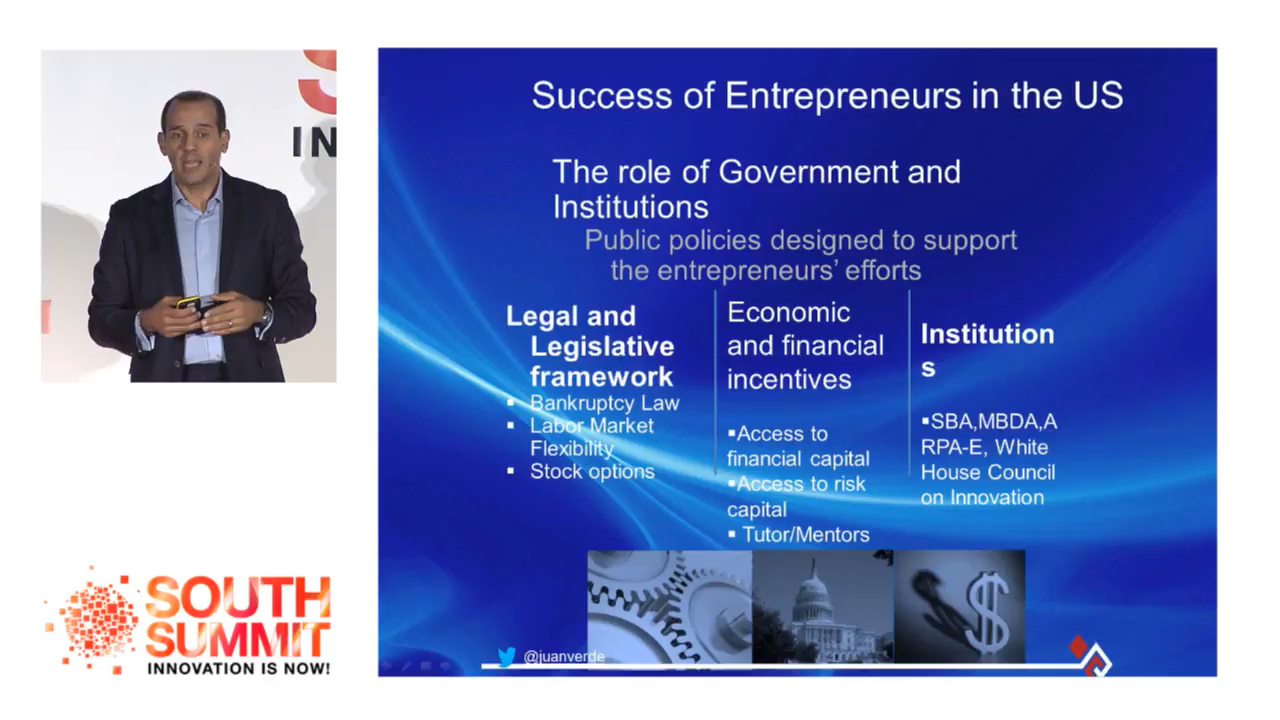 S
IN
Success of Entrepreneurs in the US
The role of Government and
Institutions
Public policies designed to support
the entrepreneurs' efforts
Legal and
Legislative
framework
▪ Bankruptcy Law
▪ Labor Market
Flexibility
▪ Stock options
Economic
and financial
incentives
▪Access to
financial capital
▪Access to risk
capital
▪ Tutor/Mentors
Institution
s
▪SBA,MBDA,A
RPA-E, White
House Council
on Innovation
@juanverde
SOUTH
SUMMIT
INNOVATION IS NOW!